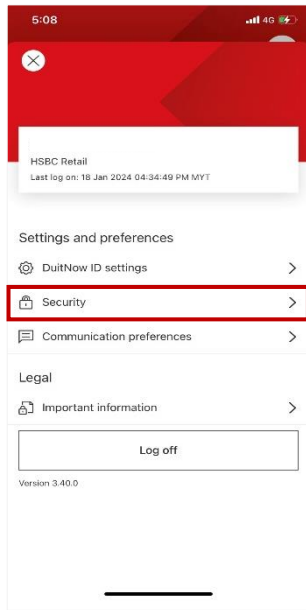 5:08
4G
HSBC Retail
Last log on: 18 Jan 2024 04:34:49 PM MYT
Settings and preferences
DuitNow ID settings
Security
Communication preferences
Legal
Important information
Log off
Version 3.40.0